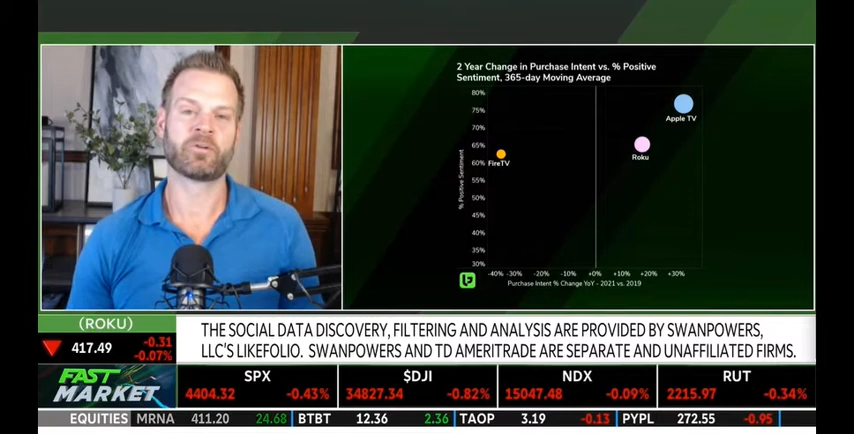 2 Year Change in Purchase Intent vs. % Positive
Sentiment, 365-day Moving Average
% Positive Sentiment
80%
75%
70%
65%
60%
55%
50%
45%
40%
35%
30%
Apple TV
Roku
FireTV
-40% -30% -20% -10% +0% +10% +20% +30%
Purchase Intent % Change YoY - 2021 vs. 2019
(ROKU)
417.49 -0.31
-0.07%
THE SOCIAL DATA DISCOVERY, FILTERING AND ANALYSIS ARE PROVIDED BY SWANPOWERS,
LLC'S LIKEFOLIO. SWANPOWERS AND TD AMERITRADE ARE SEPARATE AND UNAFFILIATED FIRMS.
FAST
MARKET
SPX $DJI NDX RUT
4404.32 -0.43% 34827.34 -0.82% 15047.48 -0.09% 2215.97 -0.34%
EQUITIES MRNA 411.20 24.68 BTBT 12.36 2.36 TAOP 3.19 -0.13 PYPL 272.55 -0.95